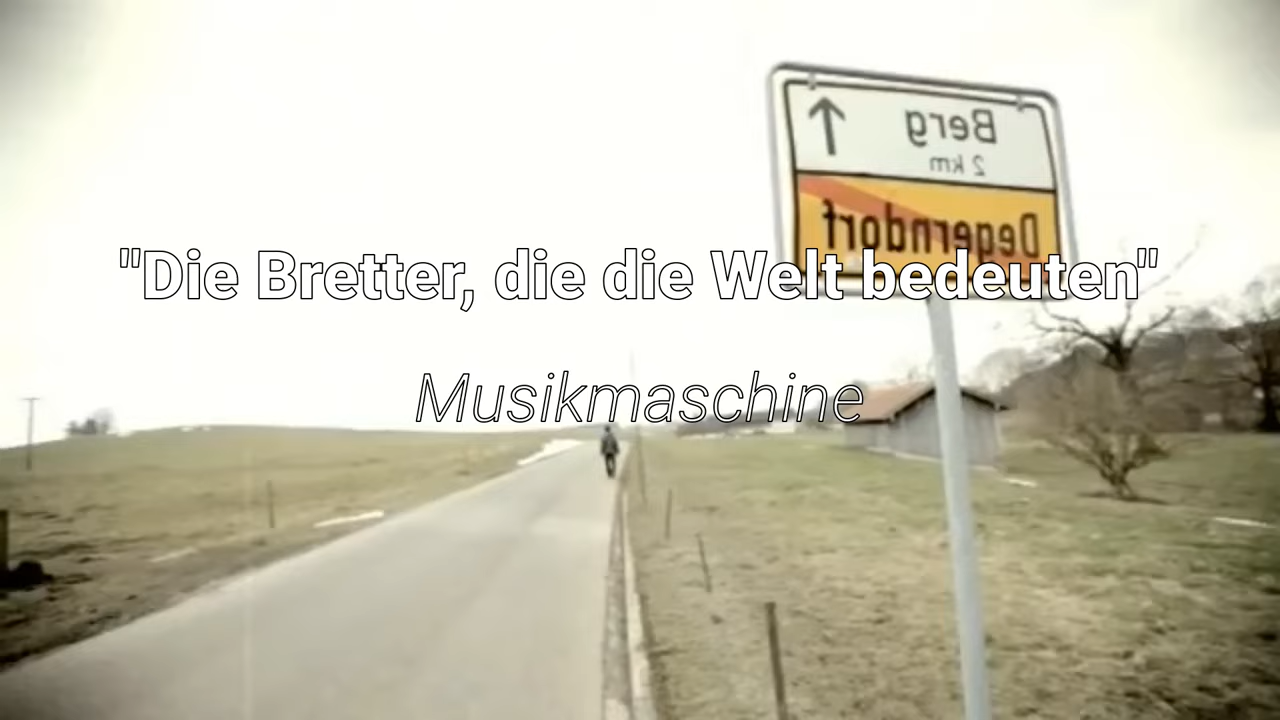 Berg
2 km
Degerndorf
"Die Bretter, die die Welt bedeuten"
Musikmaschine